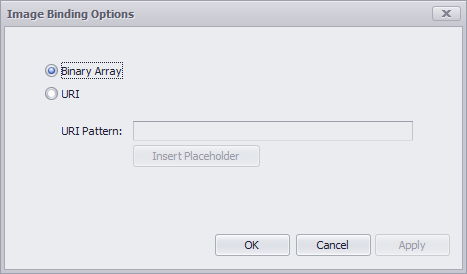 Image Binding Options
Binary Array
URI
URI Pattern:
Insert Placeholder
OK Cancel Apply